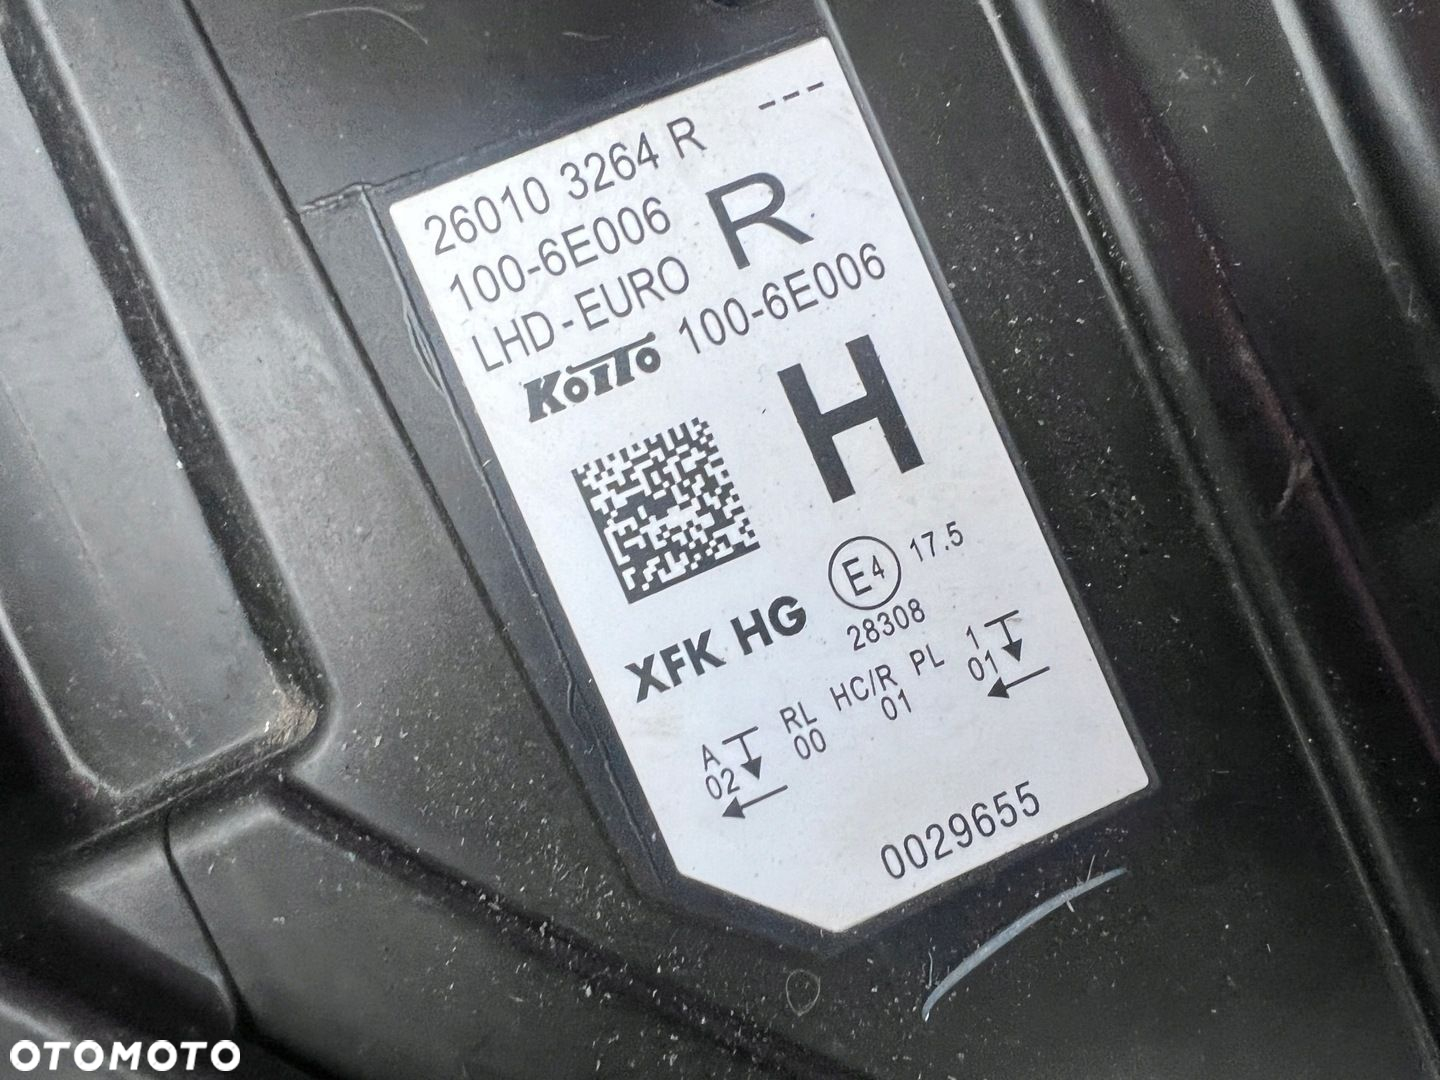 ---
26010 3264 R
100-6E006
R
LHD-EURO
KOITO 100-6E006
H
E4 17.5
28308
XFK HG
A RL HC/R PL 1
02 00 01 01
0029655
OTOMOTO